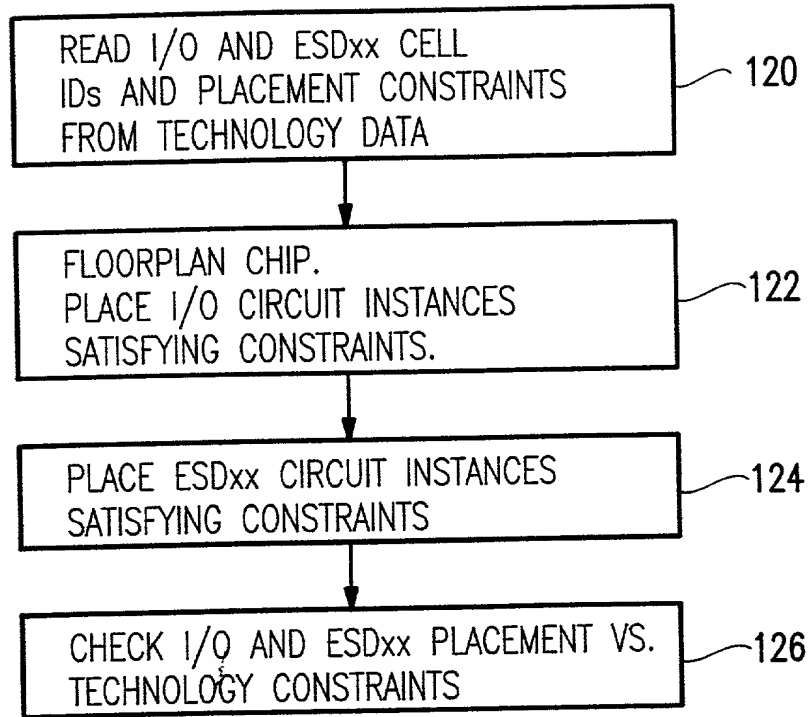 READ I/O AND ESDxx CELL
IDs AND PLACEMENT CONSTRAINTS
FROM TECHNOLOGY DATA
120
FLOORPLAN CHIP.
PLACE I/O CIRCUIT INSTANCES
SATISFYING CONSTRAINTS.
122
PLACE ESDxx CIRCUIT INSTANCES
SATISFYING CONSTRAINTS
124
CHECK I/O AND ESDxx PLACEMENT VS.
TECHNOLOGY CONSTRAINTS
126